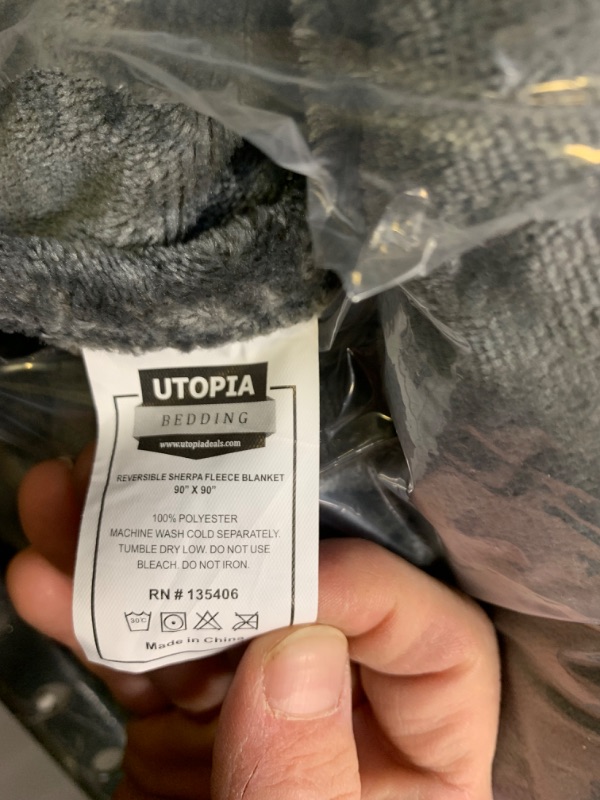 UTOPIA
BEDDING
www.utopiadeals.com
REVERSIBLE SHERPA FLEECE BLANKET
90" X 90"
100% POLYESTER
MACHINE WASH COLD SEPARATELY.
TUMBLE DRY LOW. DO NOT USE
BLEACH. DO NOT IRON.
RN # 135406
30°C
Made in China